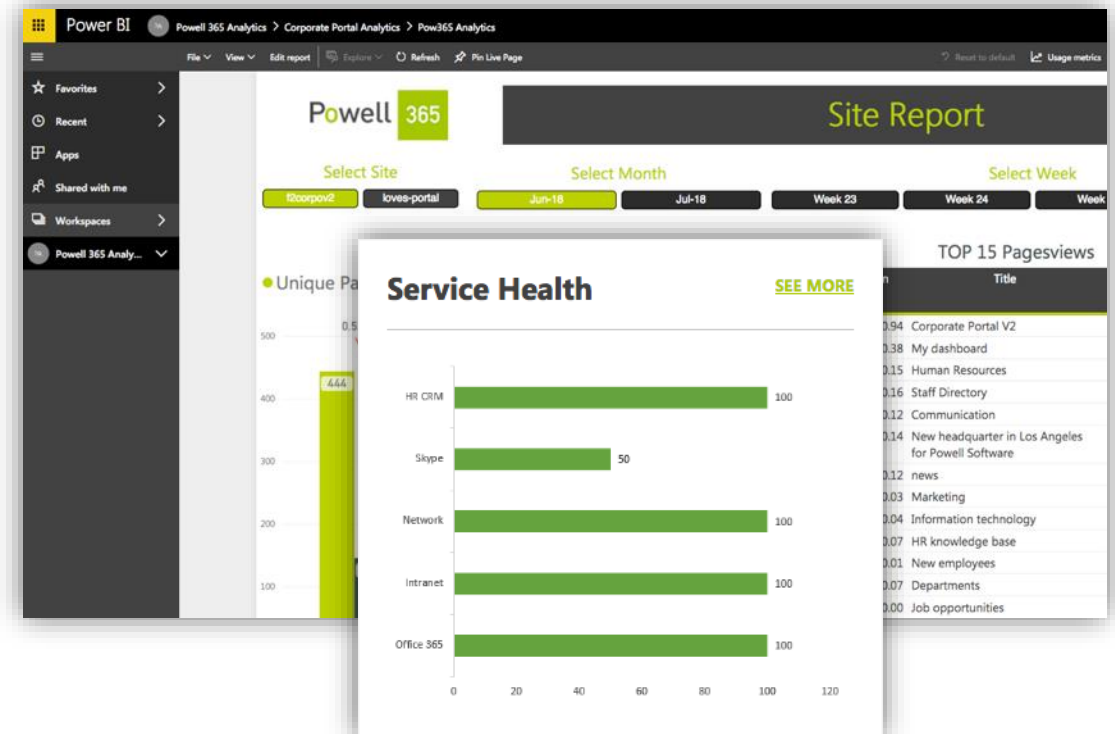 Power BI
Powell 365 Analytics > Corporate Portal Analytics > Pow365 Analytics
File View Edit report Explore Refresh Pin Live Page Reset to default Usage metrics
Favorites
Recent
Apps
Shared with me
Workspaces
Powell 365 Analy...
Powell 365
Site Report
Select Site Select Month Select Week
f2corpov2 loves-portal Jun-18 Jul-18 Week 23 Week 24 Week
Unique Pa
500
444
400
300
200
100
TOP 15 Pagesviews
Title
0.94 Corporate Portal V2
0.38 My dashboard
0.15 Human Resources
0.16 Staff Directory
0.12 Communication
0.14 New headquarter in Los Angeles
for Powell Software
0.12 news
0.03 Marketing
0.04 Information technology
0.07 HR knowledge base
0.01 New employees
0.07 Departments
0.00 Job opportunities
Service Health SEE MORE
HR CRM 100
Skype 50
Network 100
Intranet 100
Office 365 100
0 20 40 60 80 100 120